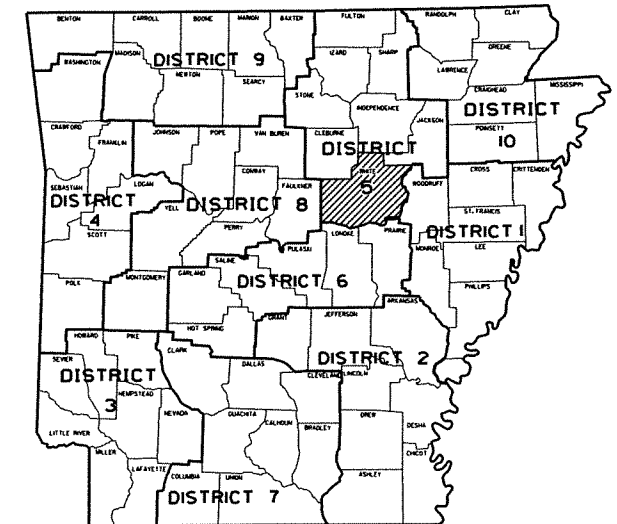 BENTON CARROLL BOONE MARION BAXTER FULTON RANDOLPH CLAY
WASHINGTON MADISON DISTRICT 9 IZARD SHARP GREENE
NEWTON SEARCY STONE LAWRENCE
CRAIGHEAD MISSISSIPPI
INDEPENDENCE DISTRICT
10
CRAWFORD FRANKLIN JOHNSON POPE VAN BUREN CLEBURNE JACKSON POINSETT
DISTRICT
5
LOGAN CONWAY FAULKNER WHITE WOODRUFF CROSS CRITTENDEN
SEBASTIAN
DISTRICT
4
SCOTT YELL DISTRICT 8 ST. FRANCIS
PERRY PULASKI LONOKE PRAIRIE MONROE DISTRICT 1
LEE
POLK MONTGOMERY GARLAND SALINE DISTRICT 6 PHILLIPS
HOT SPRING GRANT JEFFERSON ARKANSAS
HOWARD PIKE CLARK
SEVIER DALLAS CLEVELAND LINCOLN DISTRICT 2
DISTRICT
3
HEMPSTEAD NEVADA OUACHITA CALHOUN BRADLEY DREW DESHA
LITTLE RIVER MILLER CHICOT
LAFAYETTE COLUMBIA UNION ASHLEY
DISTRICT 7